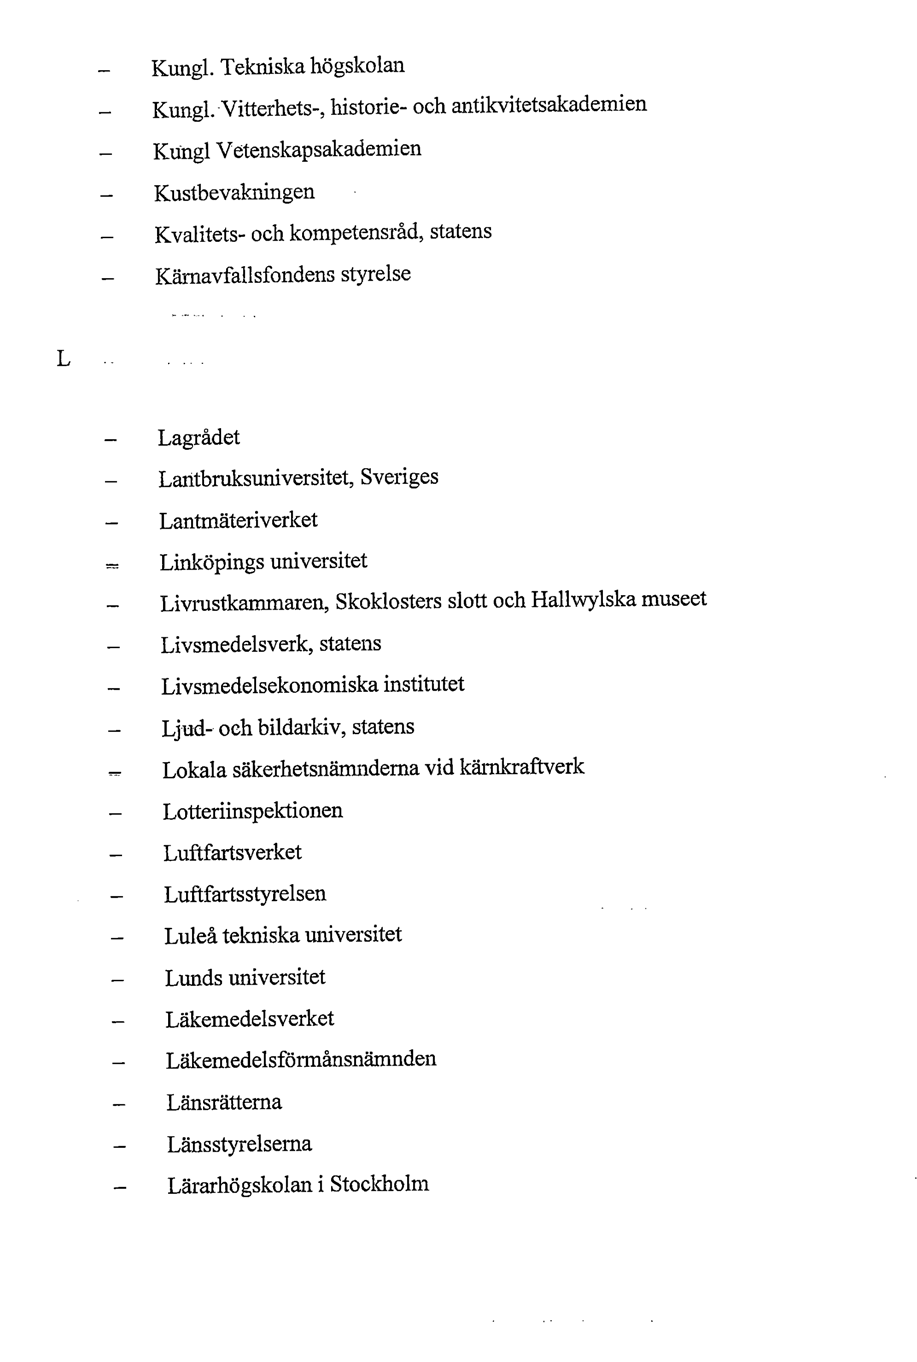 – Kungl. Tekniska högskolan
– Kungl. Vitterhets-, historie- och antikvitetsakademien
– Kungl Vetenskapsakademien
– Kustbevakningen
– Kvalitets- och kompetensråd, statens
– Kärnavfallsfondens styrelse
L
– Lagrådet
– Lantbruksuniversitet, Sveriges
– Lantmäteriverket
– Linköpings universitet
– Livrustkammaren, Skoklosters slott och Hallwylska museet
– Livsmedelsverk, statens
– Livsmedelsekonomiska institutet
– Ljud- och bildarkiv, statens
– Lokala säkerhetsnämnderna vid kärnkraftverk
– Lotteriinspektionen
– Luftfartsverket
– Luftfartsstyrelsen
– Luleå tekniska universitet
– Lunds universitet
– Läkemedelsverket
– Läkemedelsförmånsnämnden
– Länsrätterna
– Länsstyrelserna
– Lärarhögskolan i Stockholm